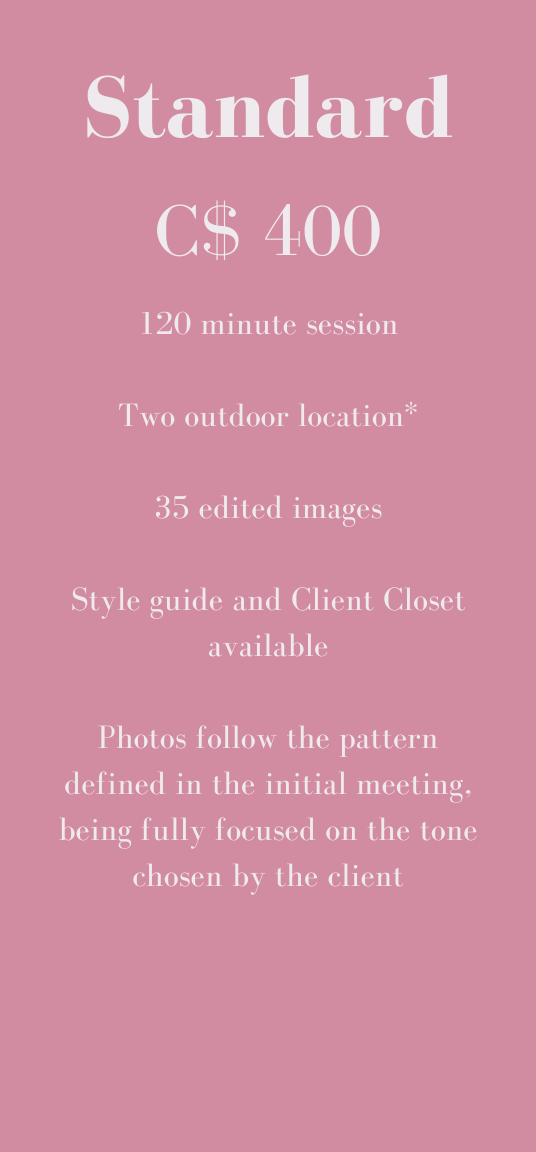 Standard
C$ 400
120 minute session
Two outdoor location*
35 edited images
Style guide and Client Closet
available
Photos follow the pattern
defined in the initial meeting,
being fully focused on the tone
chosen by the client